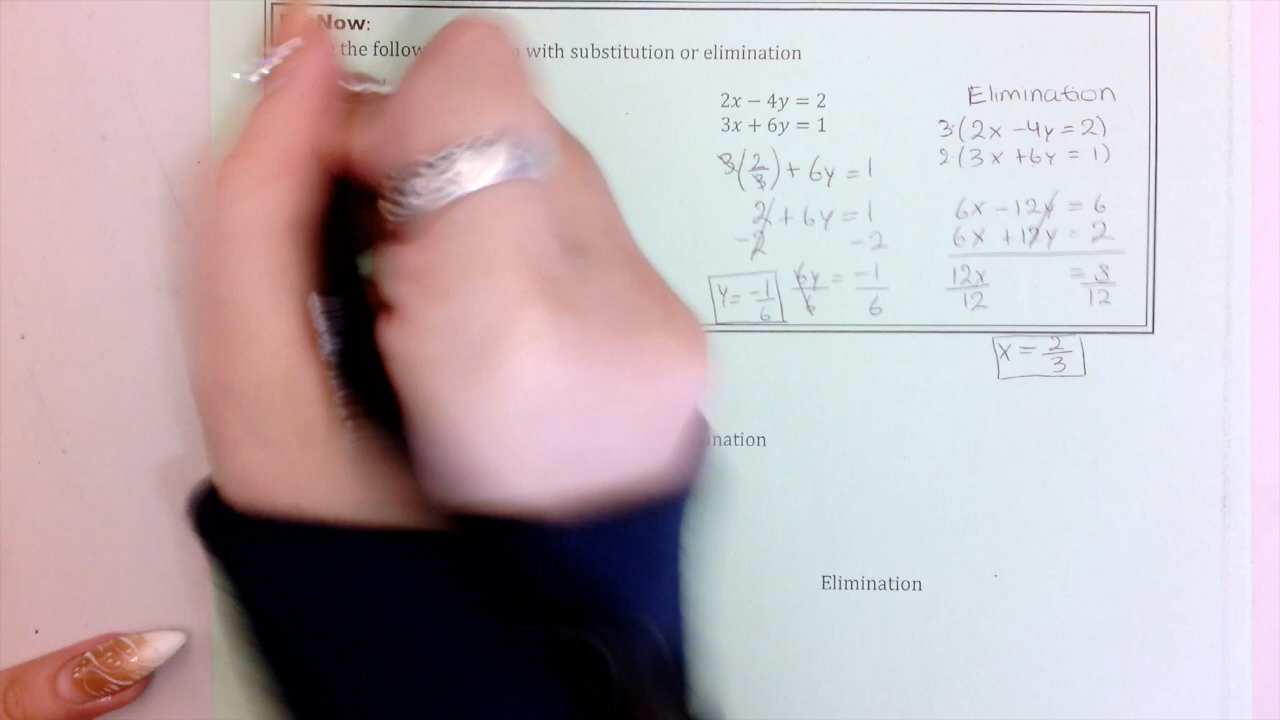 Now:
the with substitution or elimination
2x − 4y = 2
3x + 6y = 1
3(2/3) + 6y = 1
2 + 6y = 1
-2 -2
6y/6 = -1/6
y = -1/6
Elimination
3(2x - 4y = 2)
2(3x + 6y = 1)
6x - 12y = 6
6x + 12y = 2
12x/12 = 8/12
x = 2/3
Elimination